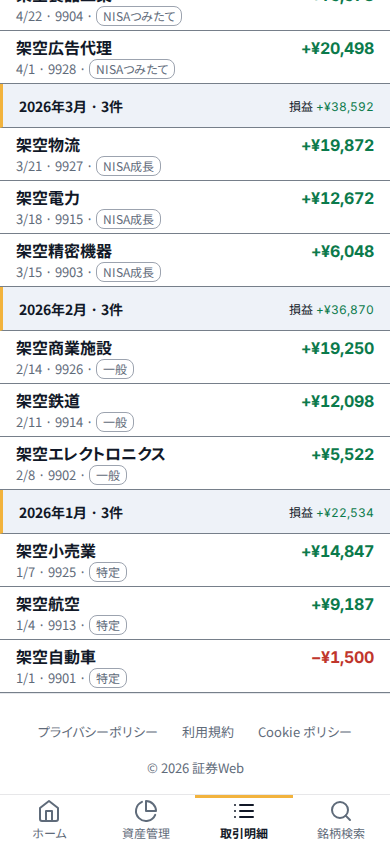 4/22 · 9904 · NISAつみたて
架空広告代理 +¥20,498
4/1 · 9928 · NISAつみたて
2026年3月 · 3件 損益 +¥38,592
架空物流 +¥19,872
3/21 · 9927 · NISA成長
架空電力 +¥12,672
3/18 · 9915 · NISA成長
架空精密機器 +¥6,048
3/15 · 9903 · NISA成長
2026年2月 · 3件 損益 +¥36,870
架空商業施設 +¥19,250
2/14 · 9926 · 一般
架空鉄道 +¥12,098
2/11 · 9914 · 一般
架空エレクトロニクス +¥5,522
2/8 · 9902 · 一般
2026年1月 · 3件 損益 +¥22,534
架空小売業 +¥14,847
1/7 · 9925 · 特定
架空航空 +¥9,187
1/4 · 9913 · 特定
架空自動車 −¥1,500
1/1 · 9901 · 特定
プライバシーポリシー 利用規約 Cookie ポリシー
© 2026 証券Web
ホーム 資産管理 取引明細 銘柄検索